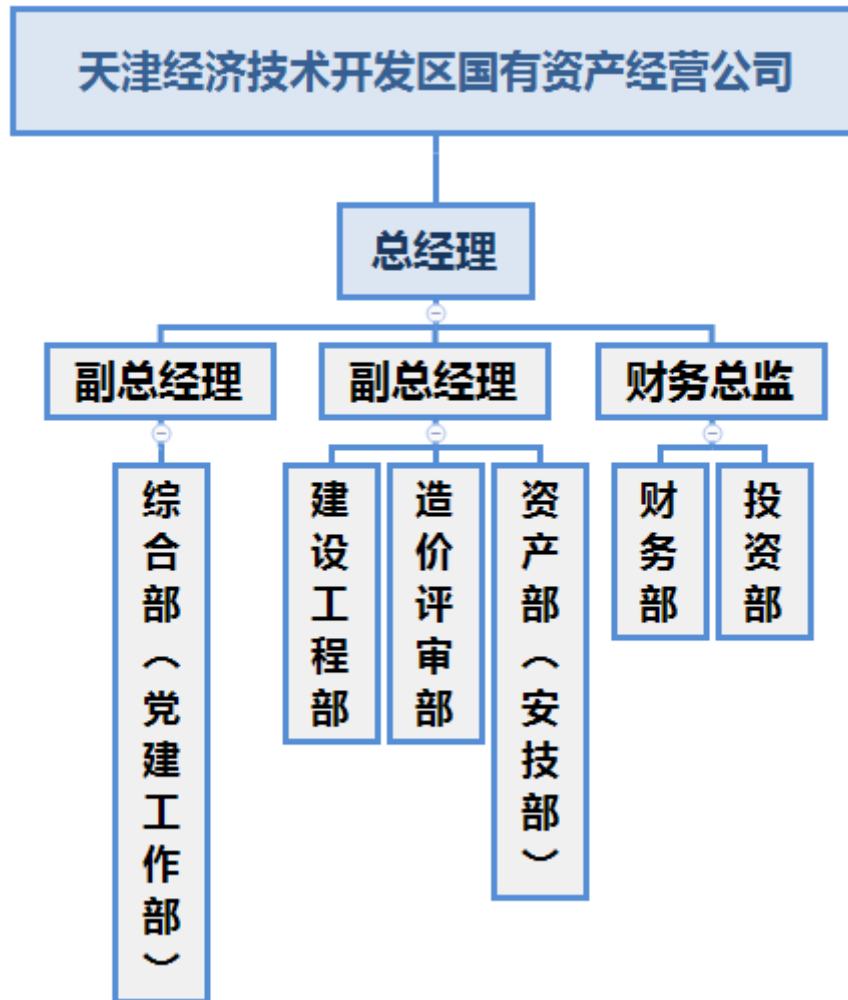 天津经济技术开发区国有资产经营公司
总经理
副总经理
副总经理
财务总监
综合部（党建工作部）
建设工程部
造价评审部
资产部（安技部）
财务部
投资部